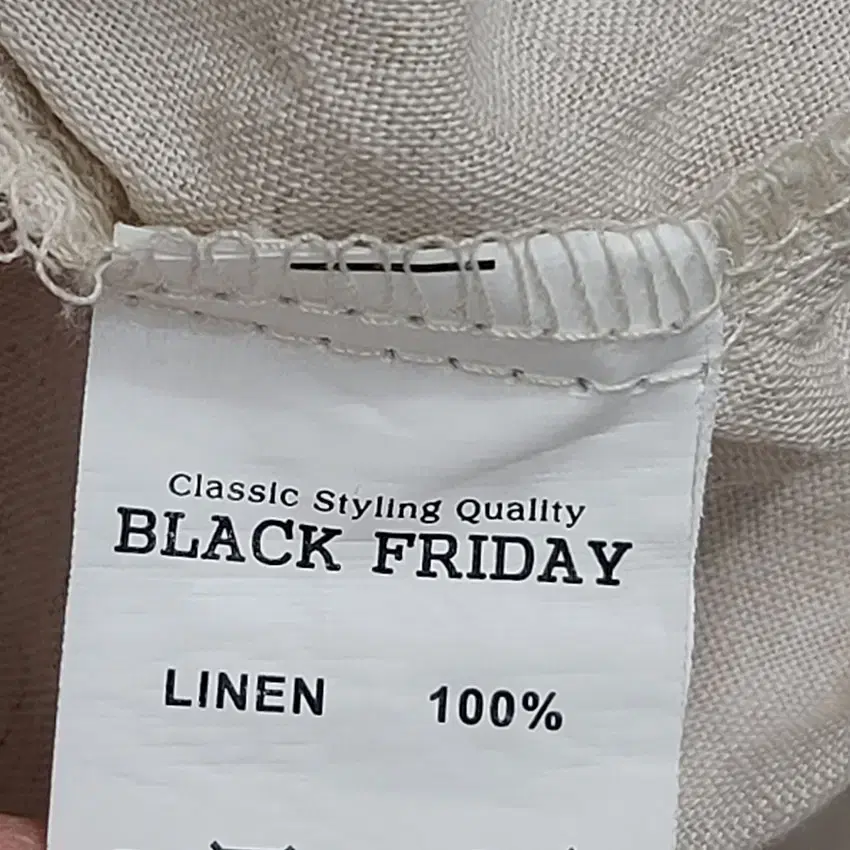 Classic Styling Quality
BLACK FRIDAY
LINEN 100%